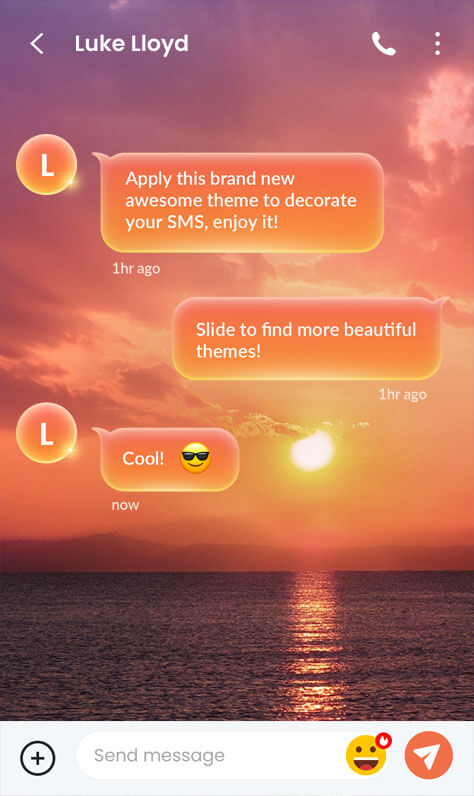 Luke Lloyd
L
Apply this brand new
awesome theme to decorate
your SMS, enjoy it!
1hr ago
Slide to find more beautiful
themes!
1hr ago
L
Cool! 😎
now
Send message